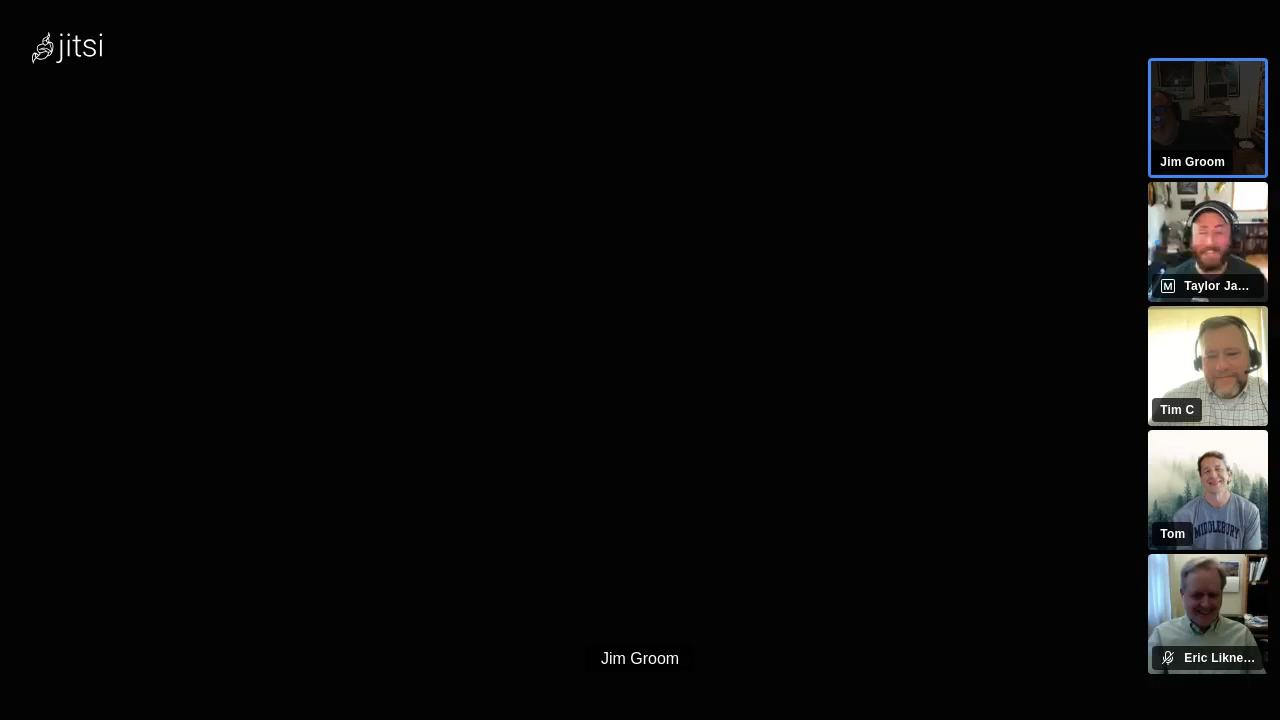 jitsi
Jim Groom
Taylor Ja...
Tim C
MIDDLEBURY
Tom
Eric Likne...
Jim Groom